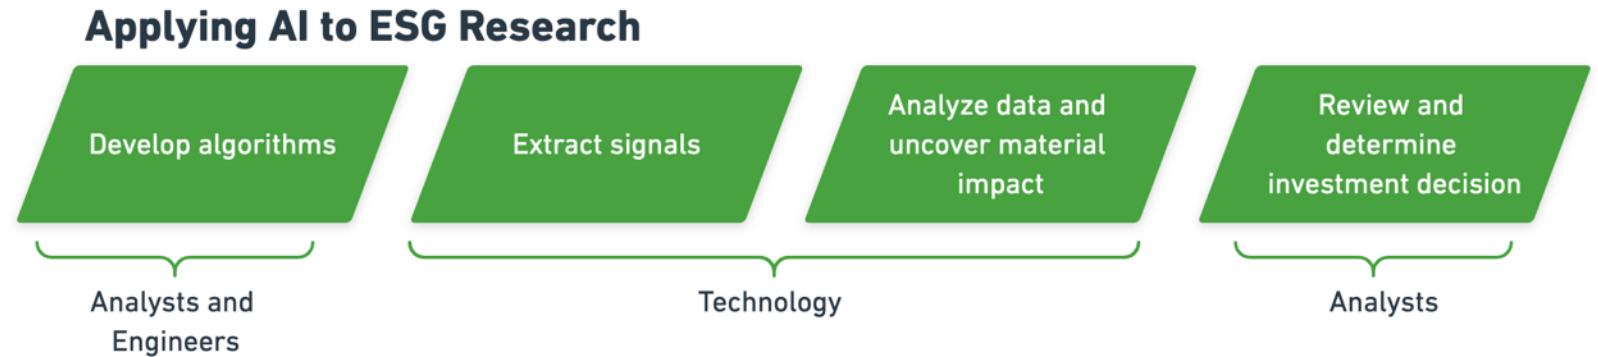 Applying AI to ESG Research
Develop algorithms
Extract signals
Analyze data and
uncover material
impact
Review and
determine
investment decision
Analysts and
Engineers
Technology
Analysts